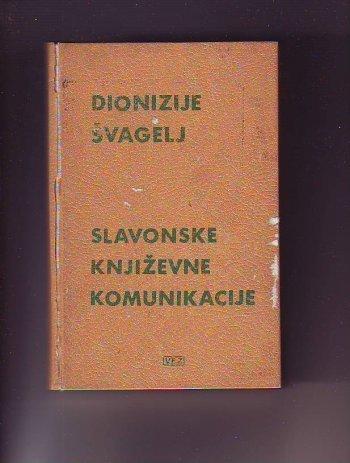 DIONIZIJE
ŠVAGELJ
SLAVONSKE
KNJIŽEVNE
KOMUNIKACIJE